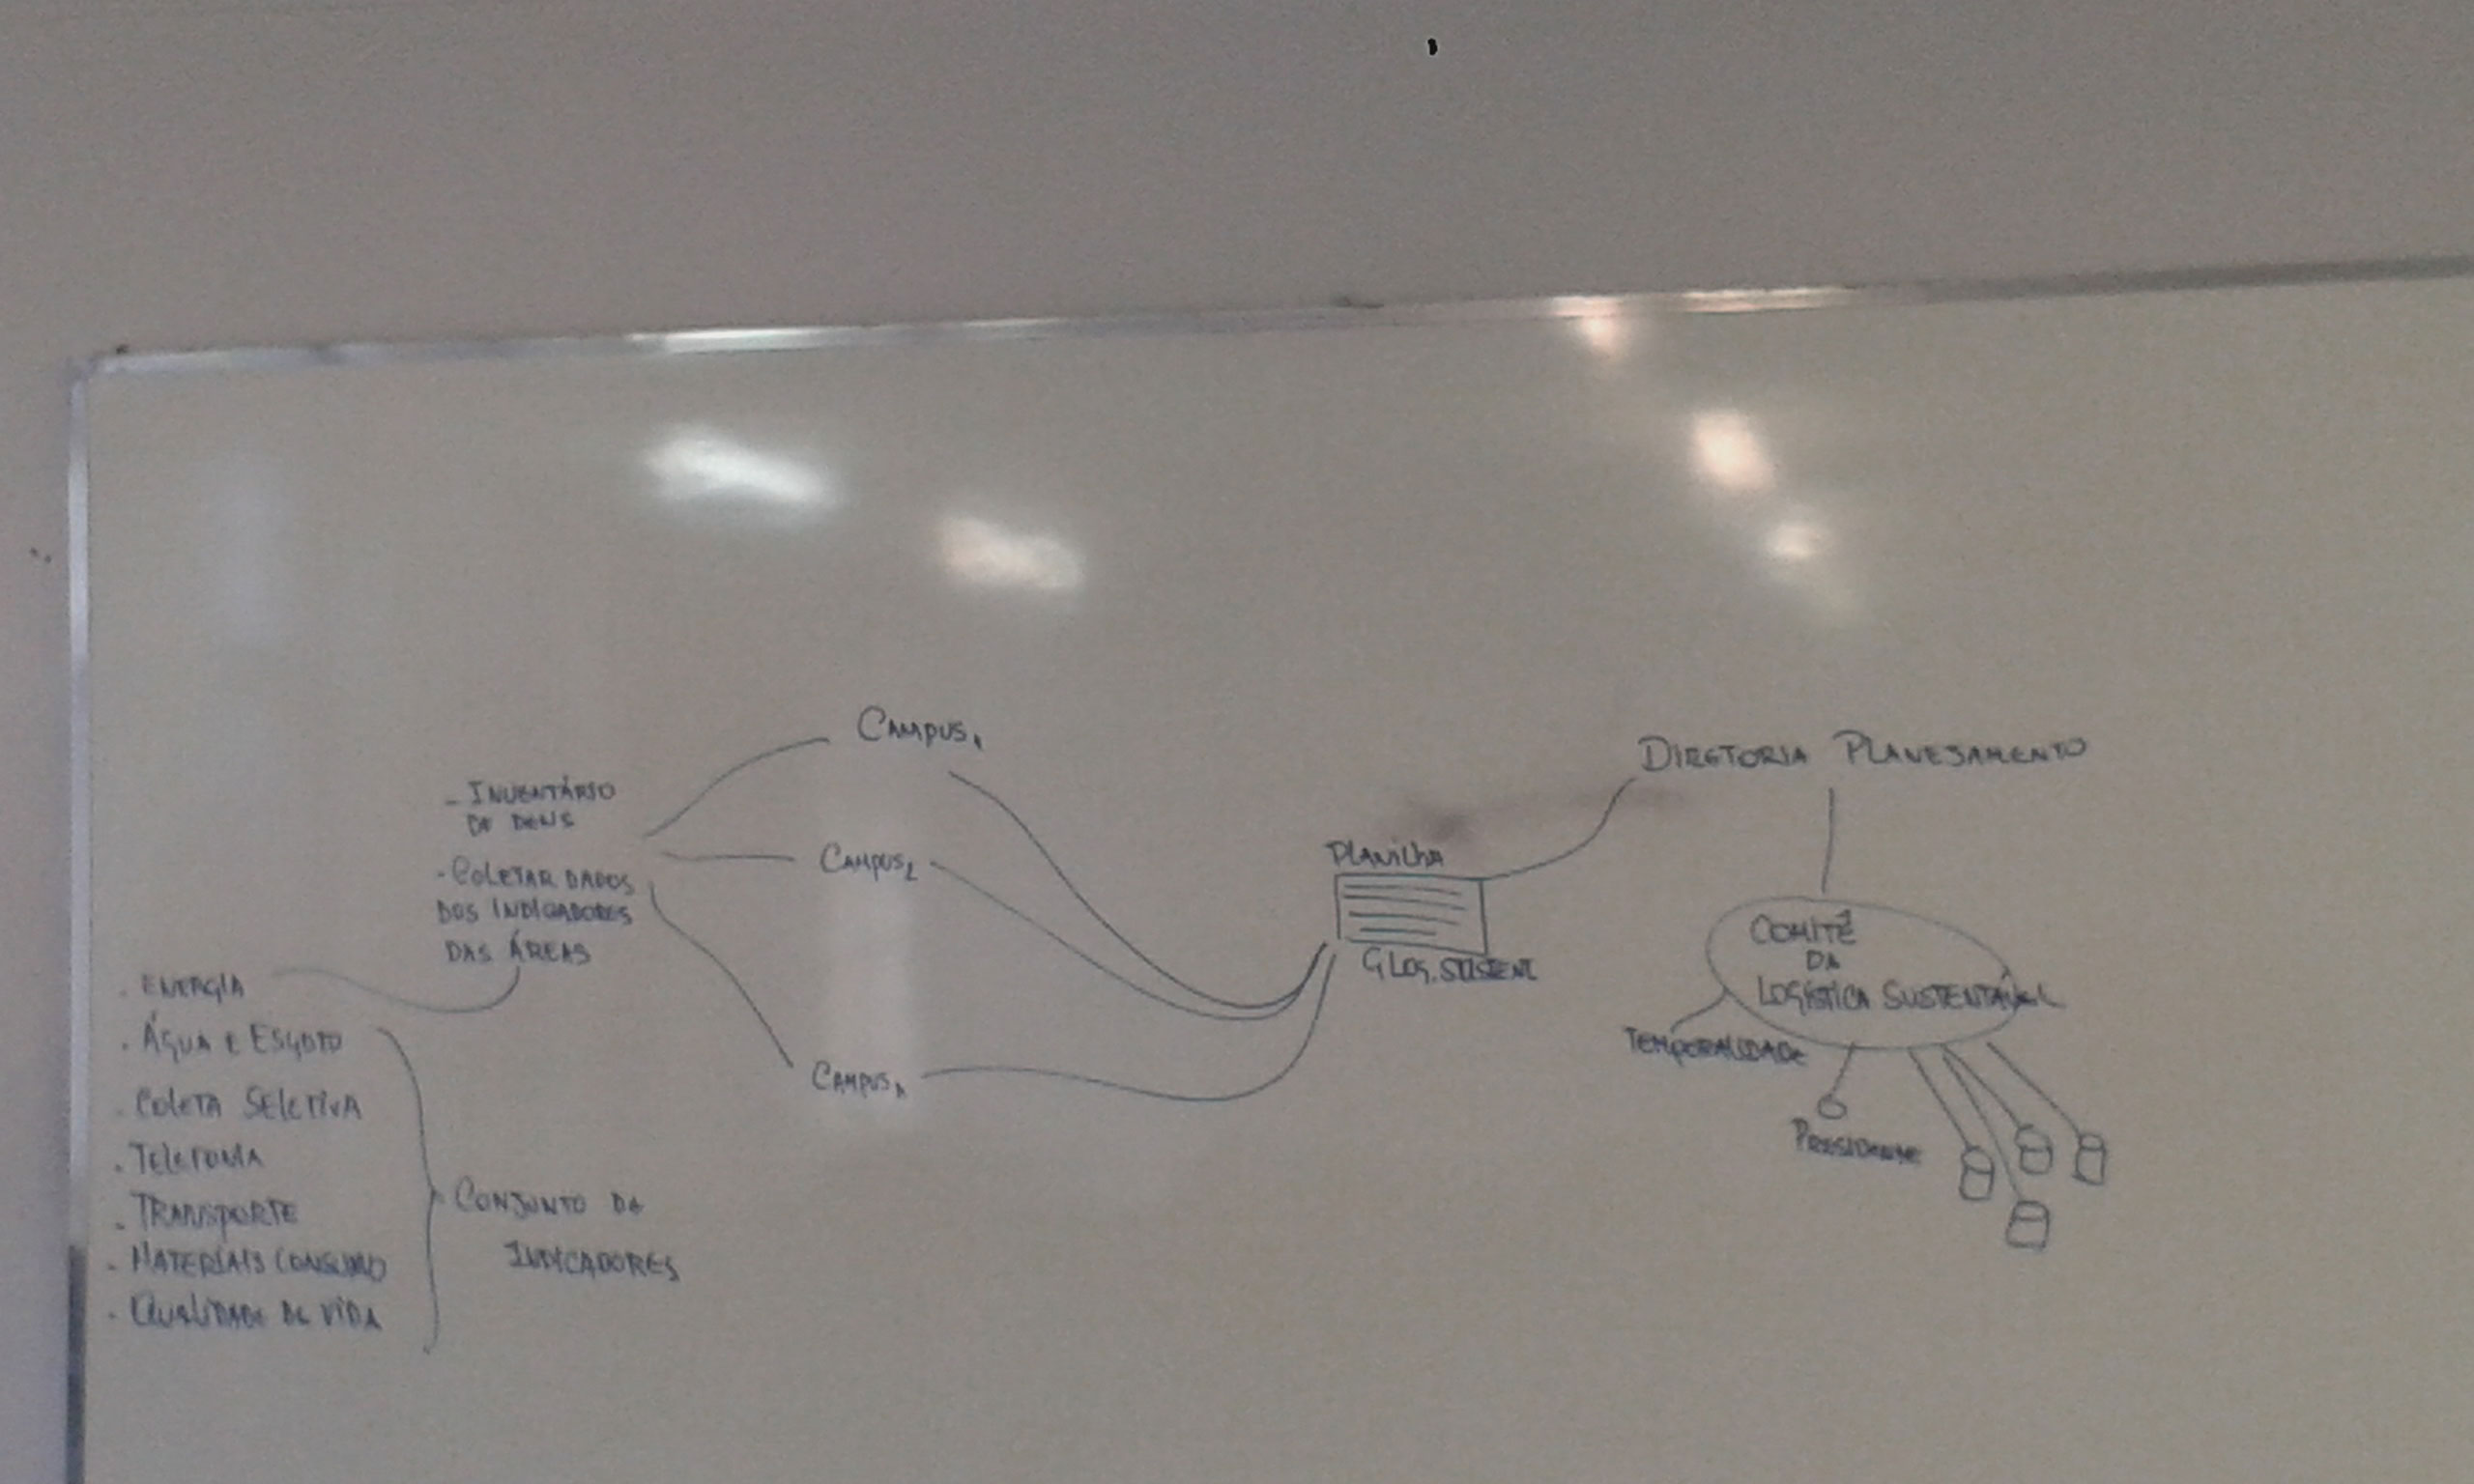 - INVENTÁRIO
DE BENS
- COLETAR DADOS
DOS INDICADORES
DAS ÁREAS
. ENERGIA
. ÁGUA E ESGOTO
. COLETA SELETIVA
. TELEFONIA
. TRANSPORTE
. MATERIAIS CONSUMO
. QUALIDADE DE VIDA
CONJUNTO DA
INDICADORES
CAMPUS1
CAMPUS2
CAMPUSn
PLANILHA
G LOG. SUSTENT
DIRETORIA PLANEJAMENTO
COMITÊ
DA
LOGÍSTICA SUSTENTÁVEL
TEMPORALIDADE
PRESIDENTE